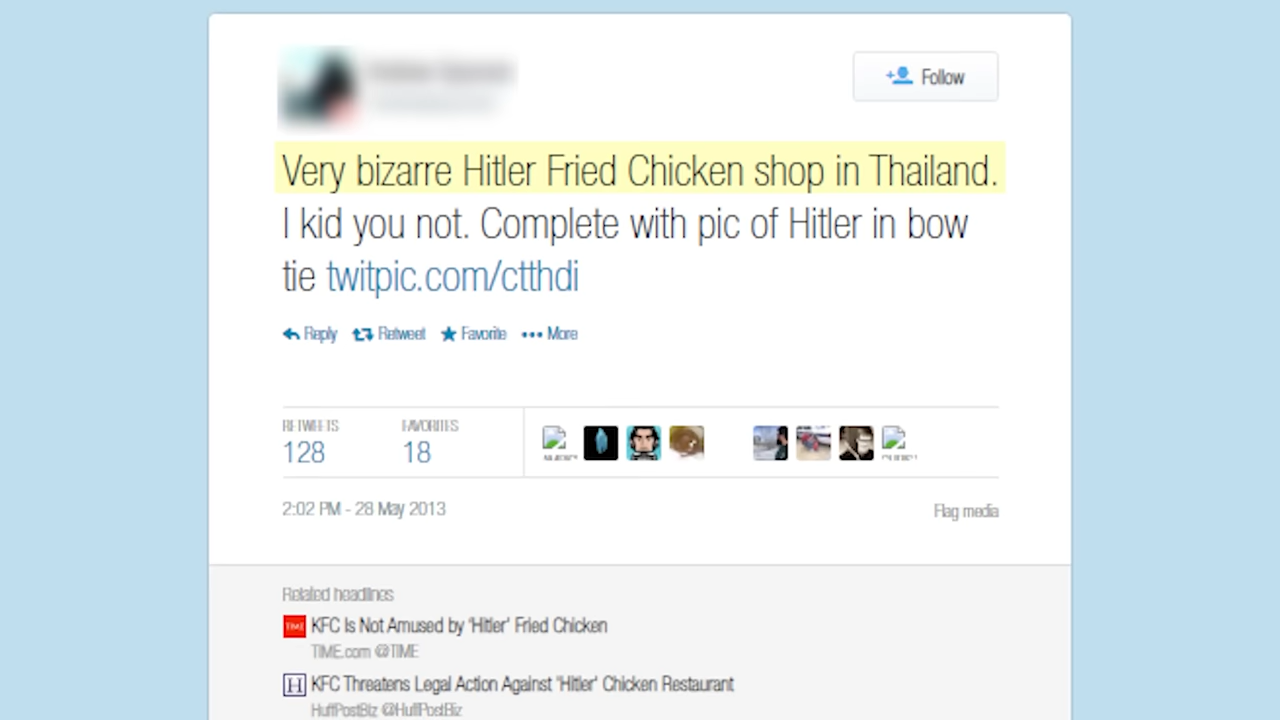 Follow
Very bizarre Hitler Fried Chicken shop in Thailand.
I kid you not. Complete with pic of Hitler in bow
tie twitpic.com/ctthdi
Reply Retweet Favorite More
RETWEETS FAVORITES
128 18
2:02 PM - 28 May 2013 Flag media
Related headlines
TIME KFC Is Not Amused by 'Hitler' Fried Chicken
TIME.com @TIME
H KFC Threatens Legal Action Against 'Hitler' Chicken Restaurant
HuffPostBiz @HuffPostBiz